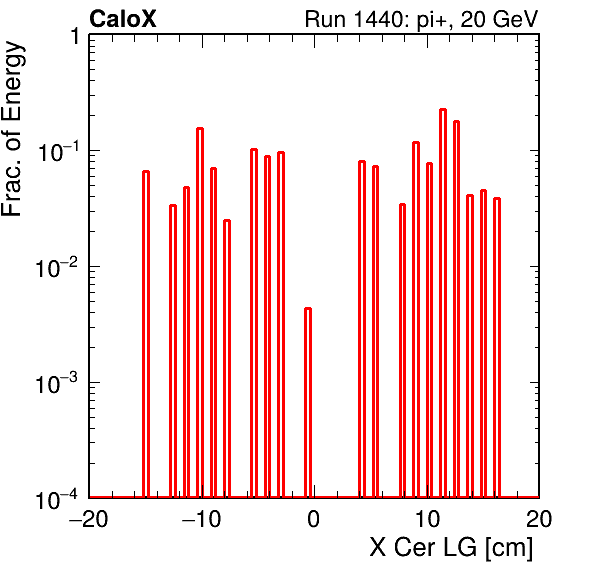 CaloX Run 1440: pi+, 20 GeV
Frac. of Energy
1
10⁻¹
10⁻²
10⁻³
10⁻⁴
−20 −10 0 10 20
X Cer LG [cm]